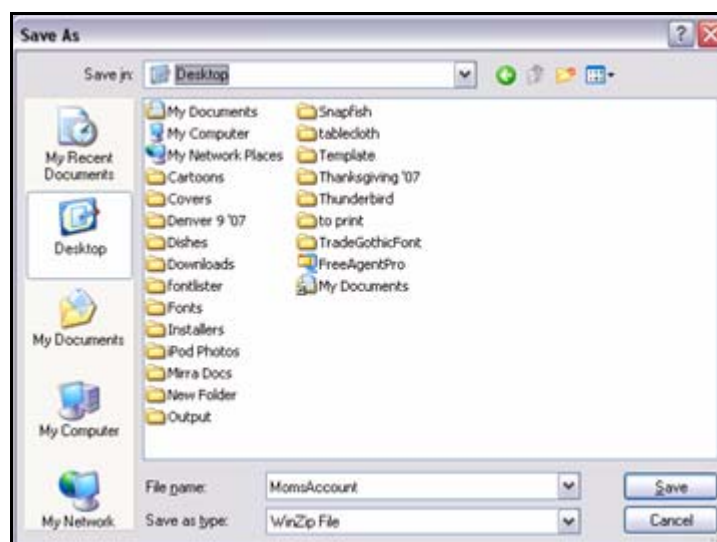 Save As
Save in: Desktop
My Recent Documents
Desktop
My Documents
My Computer
My Network
My Documents
My Computer
My Network Places
Cartoons
Covers
Denver 9 '07
Dishes
Downloads
fontlister
Fonts
Installers
iPod Photos
Mirra Docs
New Folder
Output
Snapfish
tablecloth
Template
Thanksgiving '07
Thunderbird
to print
TradeGothicFont
FreeAgentPro
My Documents
File name: MomsAccount
Save
Save as type: WinZip File
Cancel